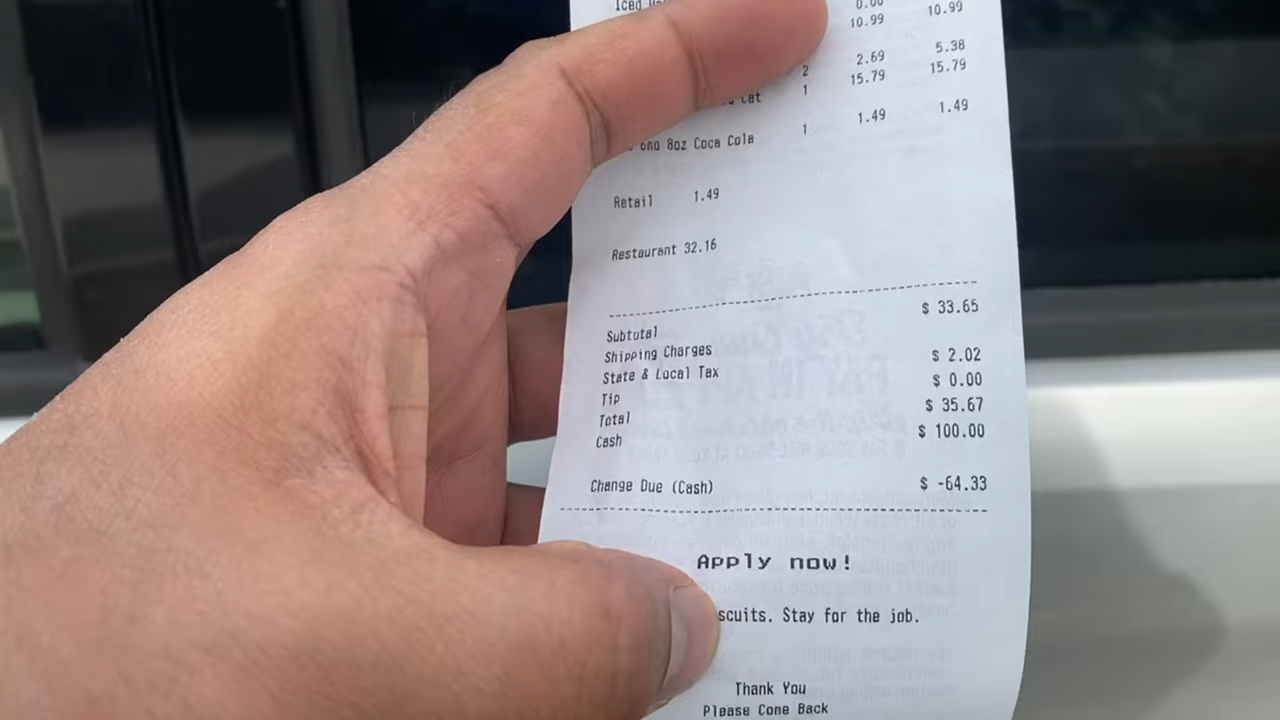 Iced 0.00
10.99 10.99
2 2.69 5.38
1 15.79 15.79
8oz Coca Cola 1 1.49 1.49
Retail 1.49
Restaurant 32.16
Subtotal $ 33.65
Shipping Charges
State & Local Tax $ 2.02
Tip $ 0.00
Total $ 35.67
Cash $ 100.00
Change Due (Cash) $ -64.33
Apply now!
scuits. Stay for the job.
Thank You
Please Come Back